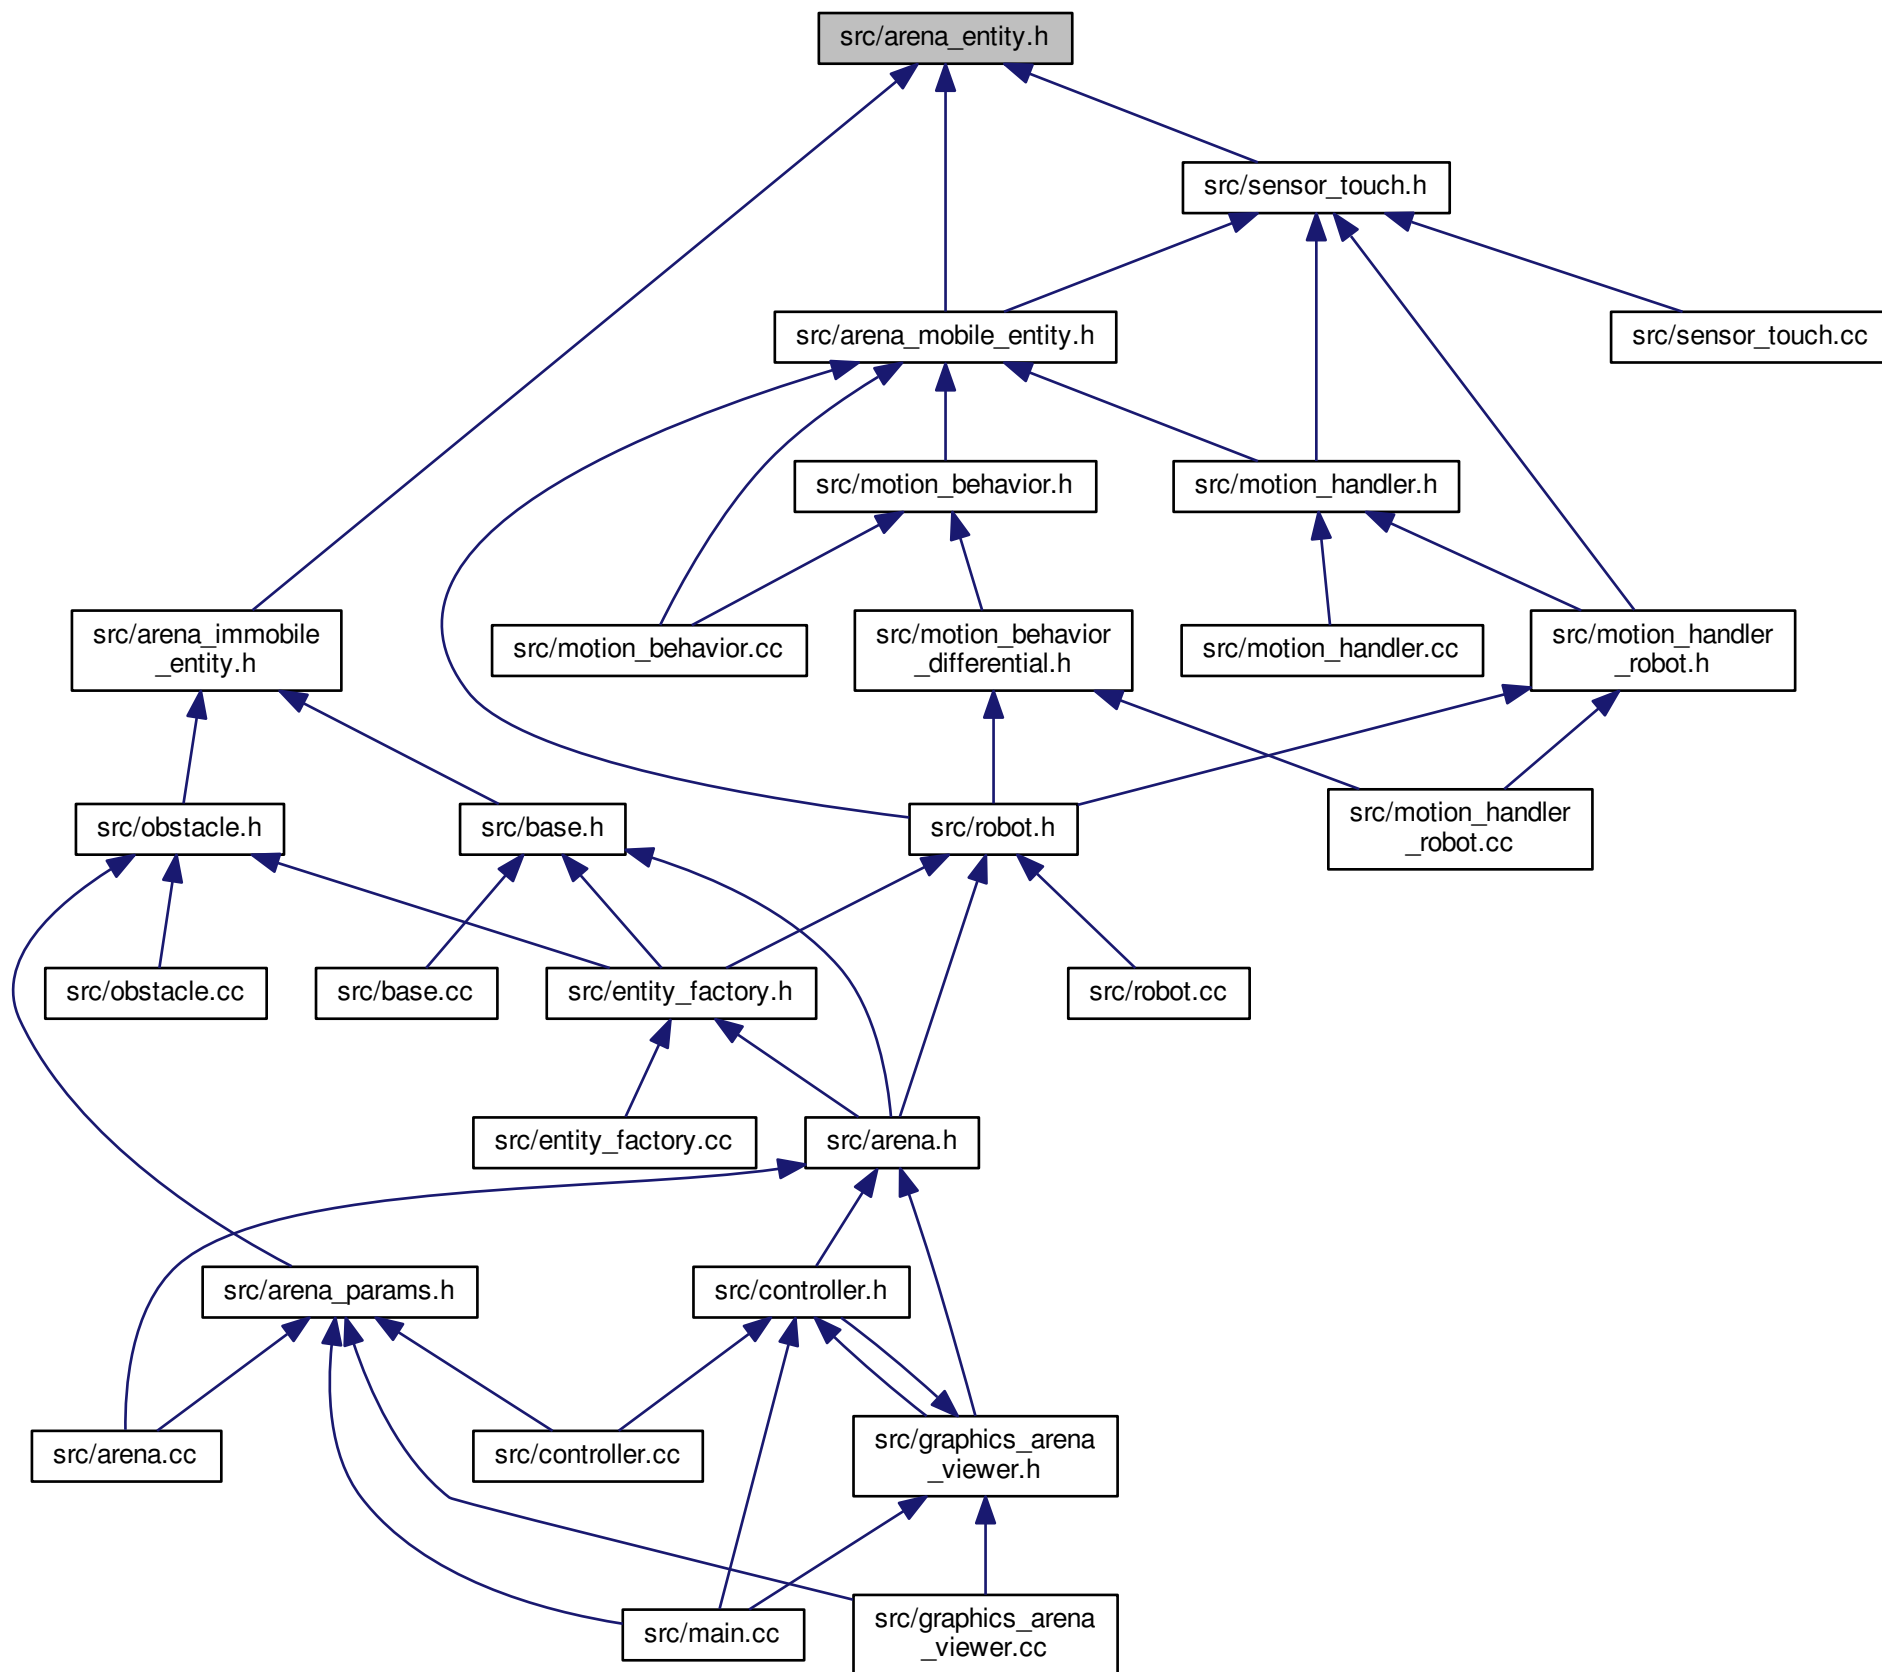 src/arena_entity.h
src/sensor_touch.h
src/arena_mobile_entity.h
src/sensor_touch.cc
src/motion_behavior.h
src/motion_handler.h
src/arena_immobile
_entity.h
src/motion_behavior.cc
src/motion_behavior
_differential.h
src/motion_handler.cc
src/motion_handler
_robot.h
src/obstacle.h
src/base.h
src/robot.h
src/motion_handler
_robot.cc
src/obstacle.cc
src/base.cc
src/entity_factory.h
src/robot.cc
src/entity_factory.cc
src/arena.h
src/arena_params.h
src/controller.h
src/arena.cc
src/controller.cc
src/graphics_arena
_viewer.h
src/main.cc
src/graphics_arena
_viewer.cc